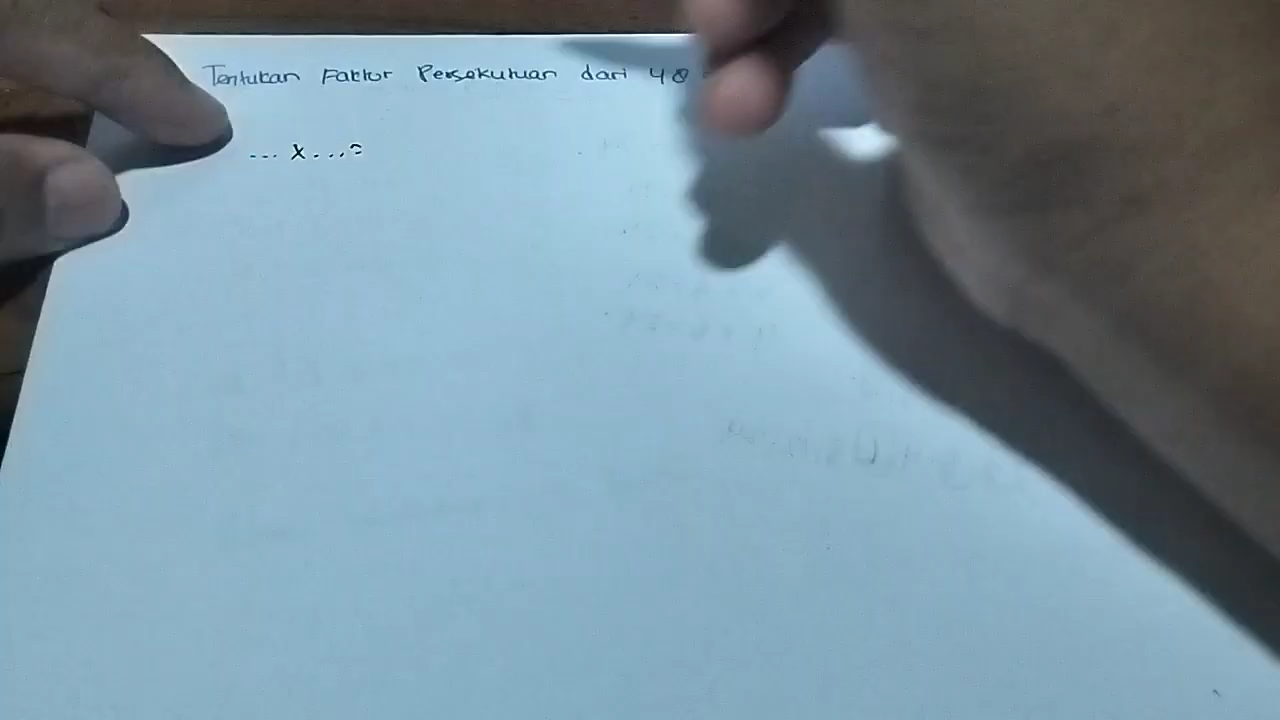 Tentukan Faktor Persekutuan dari 48
... x ... =